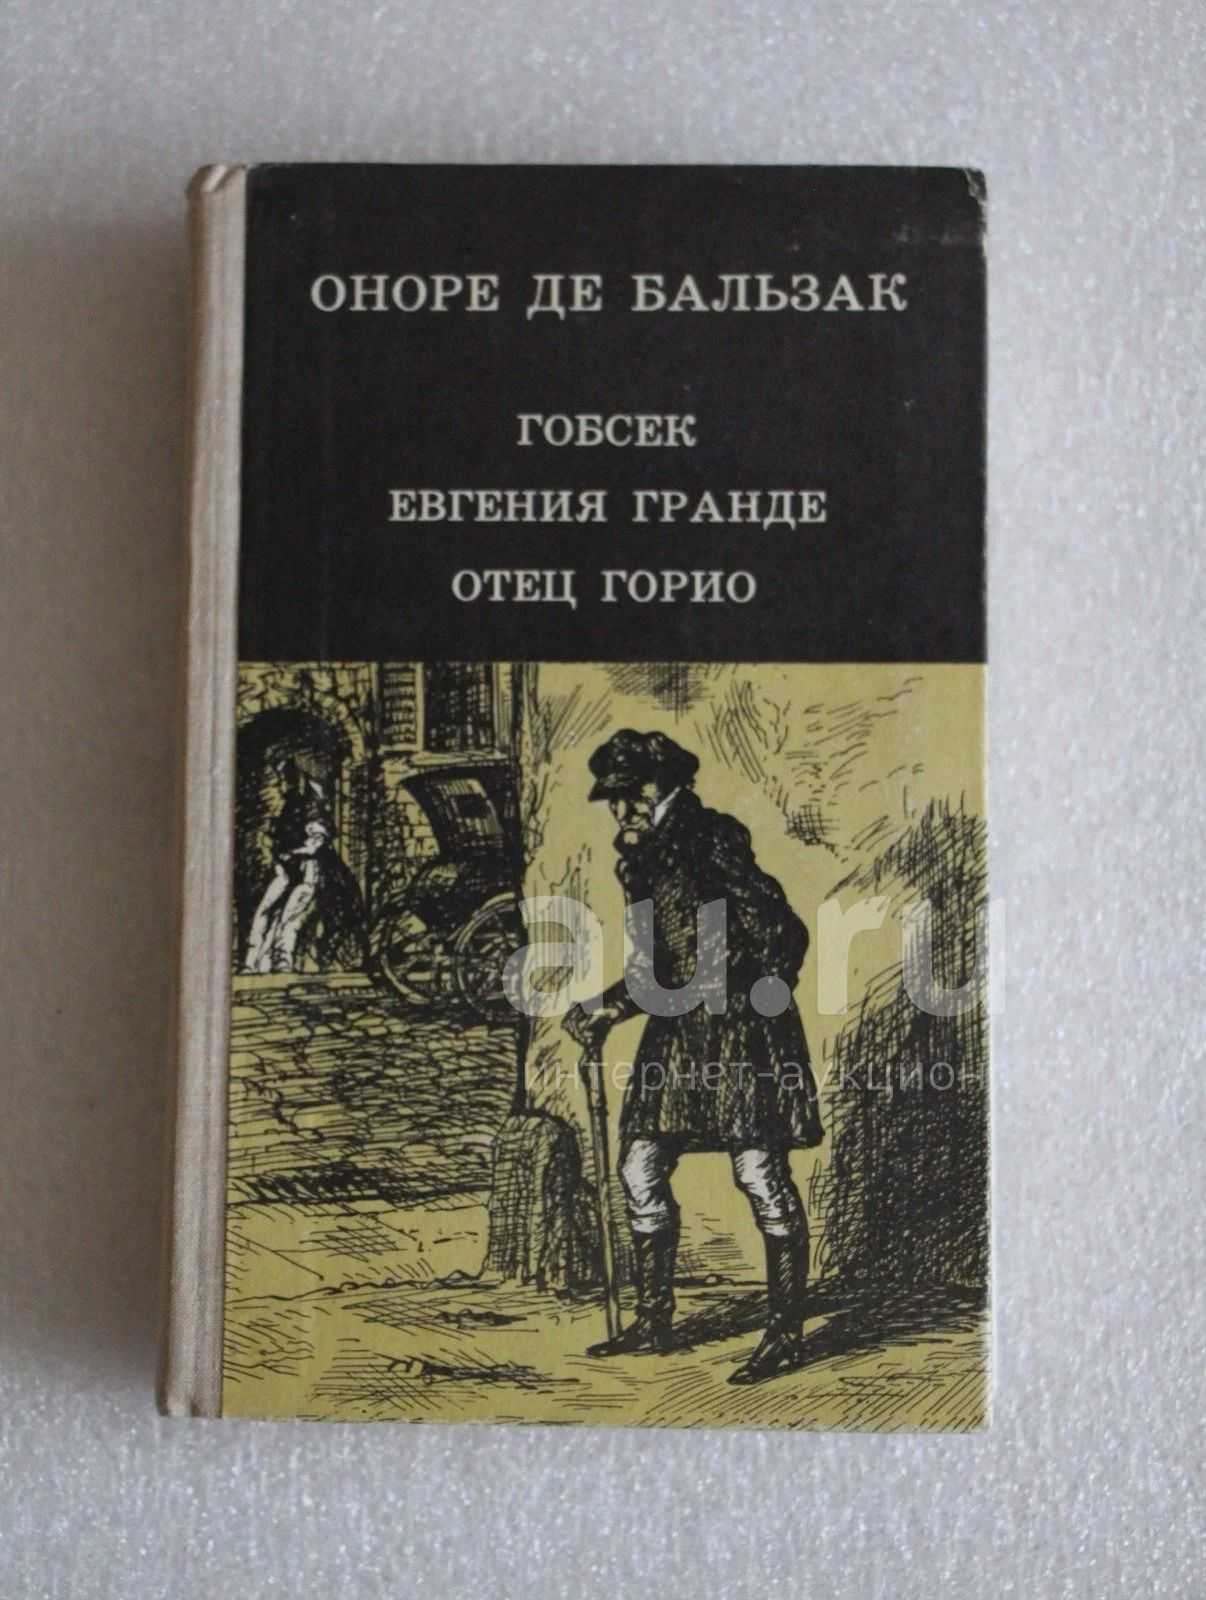 ОНОРЕ ДЕ БАЛЬЗАК
ГОБСЕК
ЕВГЕНИЯ ГРАНДЕ
ОТЕЦ ГОРИО
au.ru
интернет-аукцион